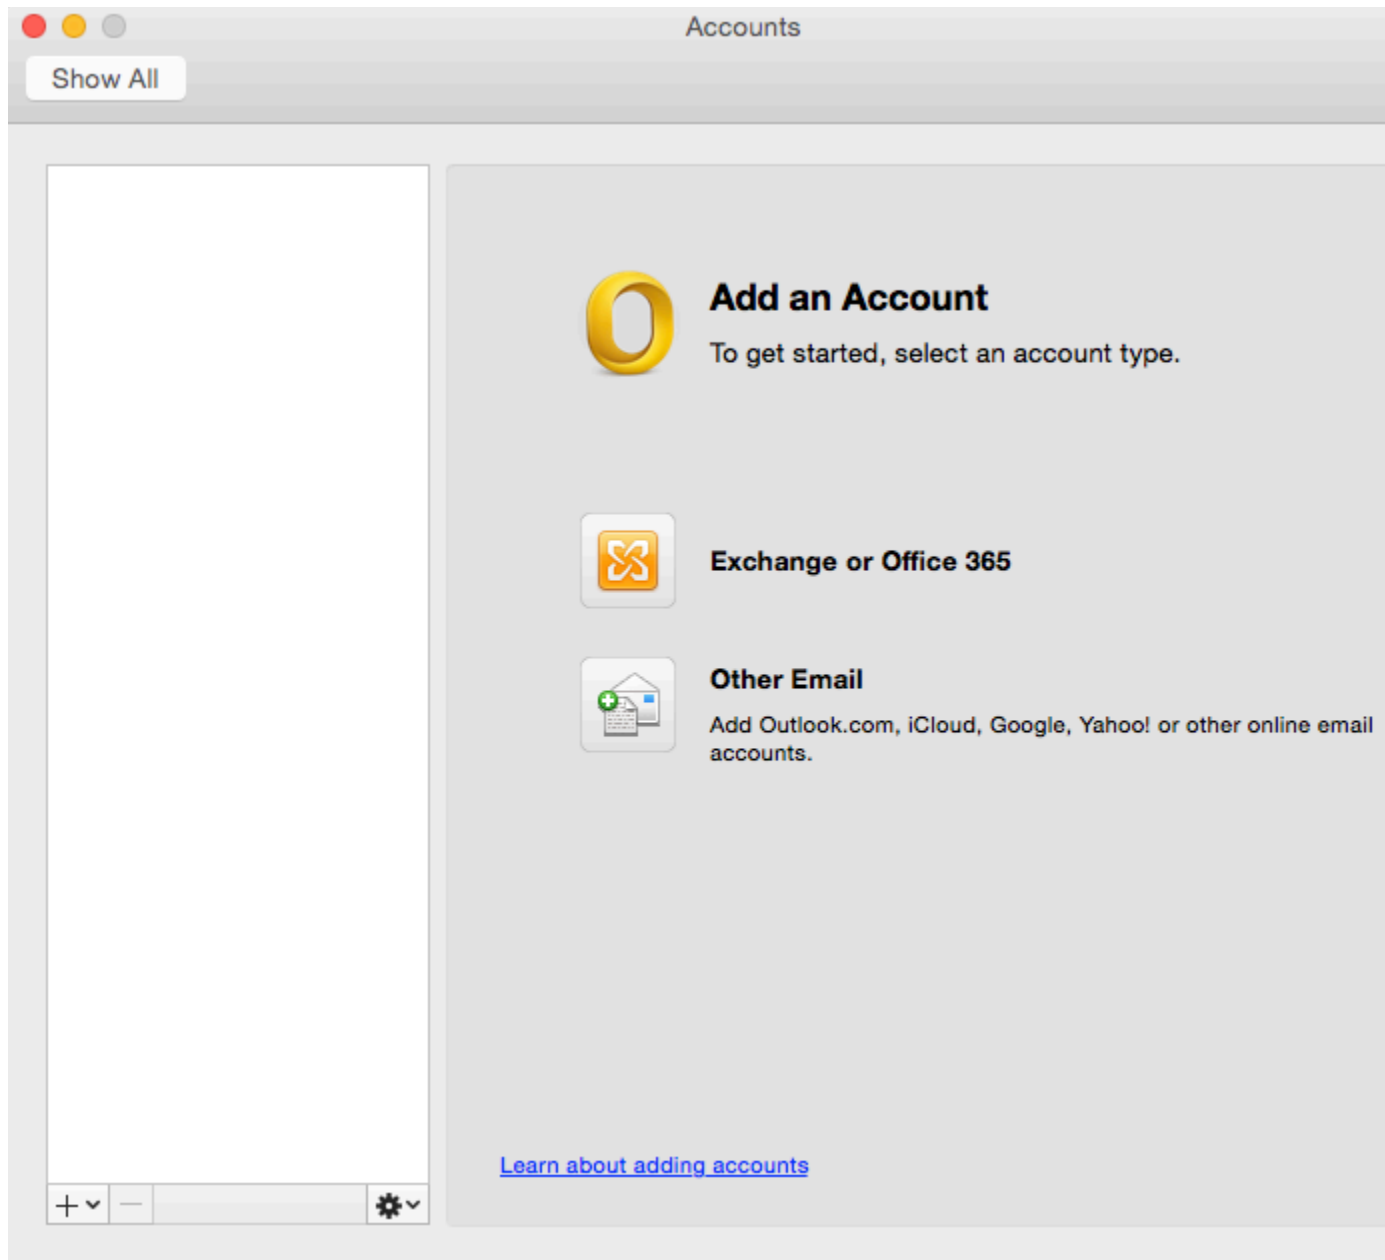 Accounts
Show All
Add an Account
To get started, select an account type.
Exchange or Office 365
Other Email
Add Outlook.com, iCloud, Google, Yahoo! or other online email
accounts.
Learn about adding accounts